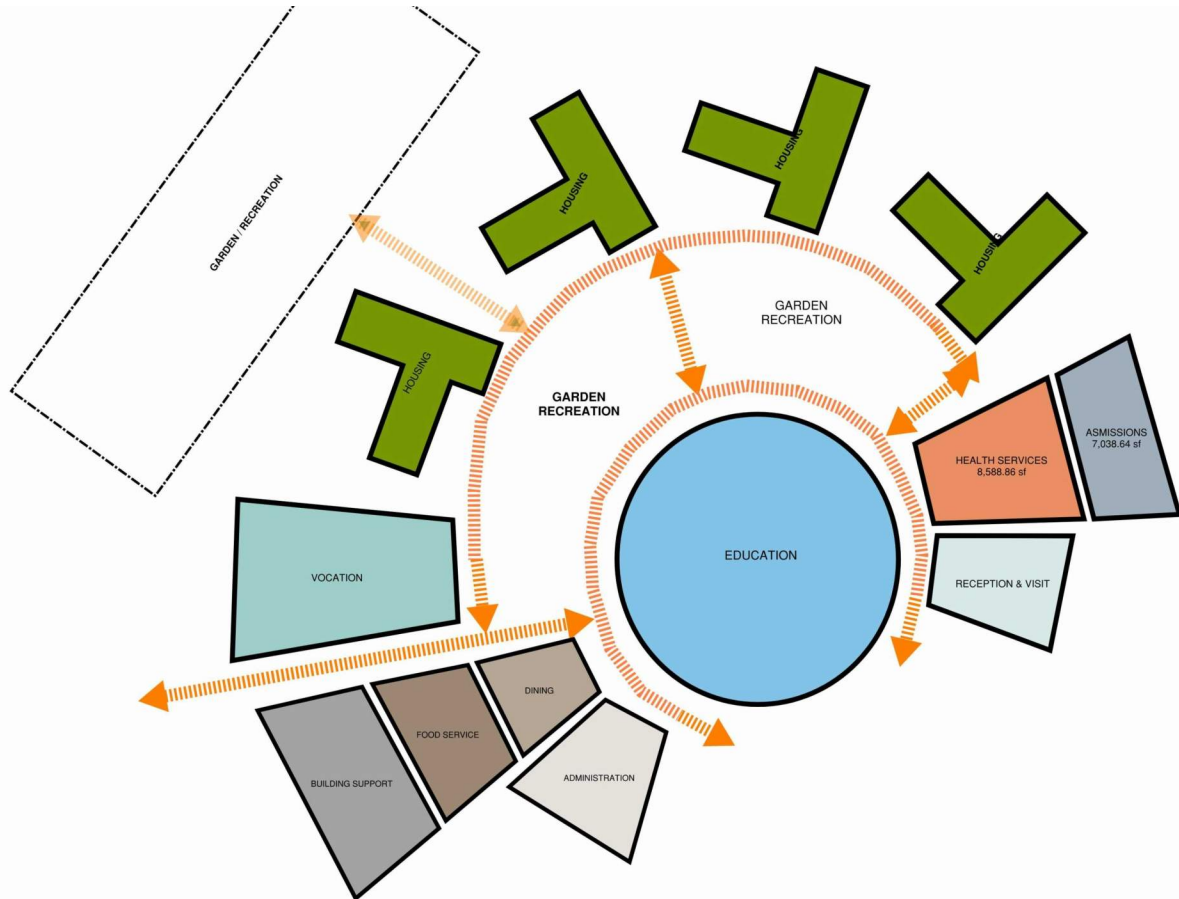 HOUSING
HOUSING
GARDEN / RECREATION
HOUSING
GARDEN
RECREATION
HOUSING
GARDEN
RECREATION
ASMISSIONS
7,038.64 sf
HEALTH SERVICES
8,588.86 sf
EDUCATION
VOCATION
RECEPTION & VISIT
DINING
FOOD SERVICE
ADMINISTRATION
BUILDING SUPPORT